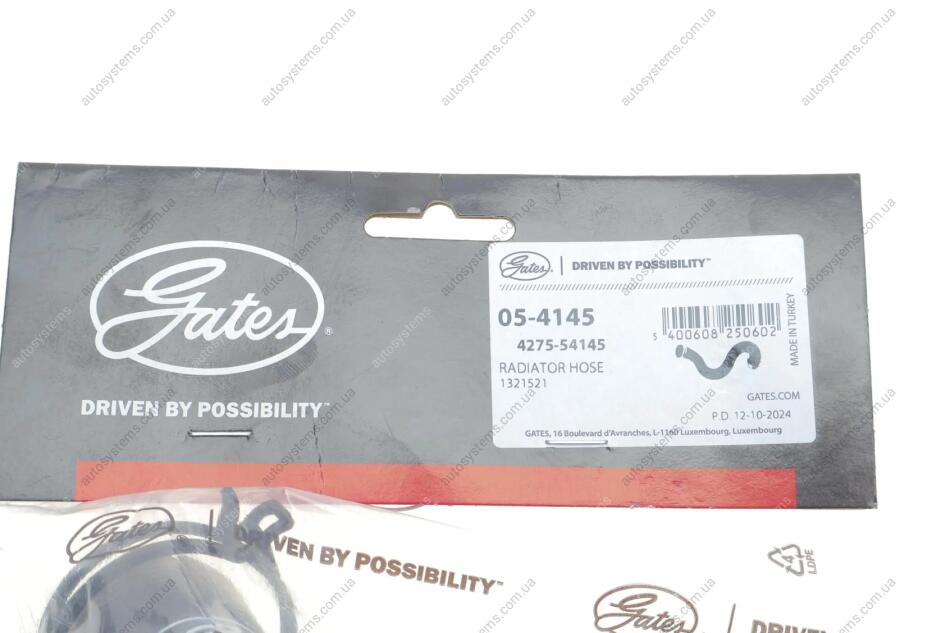 Gates
DRIVEN BY POSSIBILITY™
Gates
DRIVEN BY POSSIBILITY™
05-4145
4275-54145
RADIATOR HOSE
1321521
5 400608 250602
MADE IN TURKEY
GATES.COM
P.D. 12-10-2024
GATES, 16 Boulevard d'Avranches, L-1160 Luxembourg, Luxembourg
Gates
DRIVEN BY POSSIBILITY™
4
LDPE
Gates
DRIVEN
autosystems.com.ua